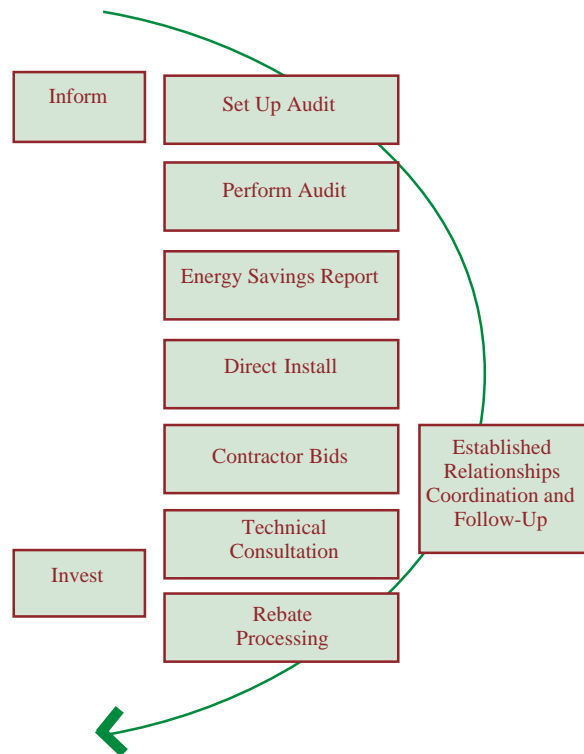 Inform
Set Up Audit
Perform Audit
Energy Savings Report
Direct Install
Contractor Bids
Established
Relationships
Coordination and
Follow-Up
Technical
Consultation
Invest
Rebate
Processing